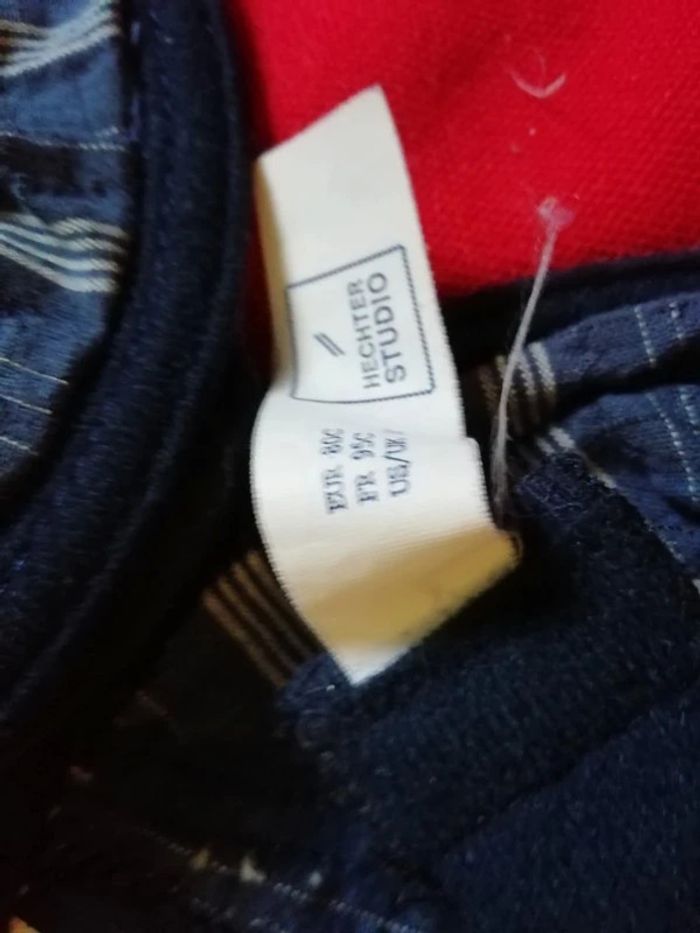 HECHTER
STUDIO
EUR 80C
FR 95C
US/UK